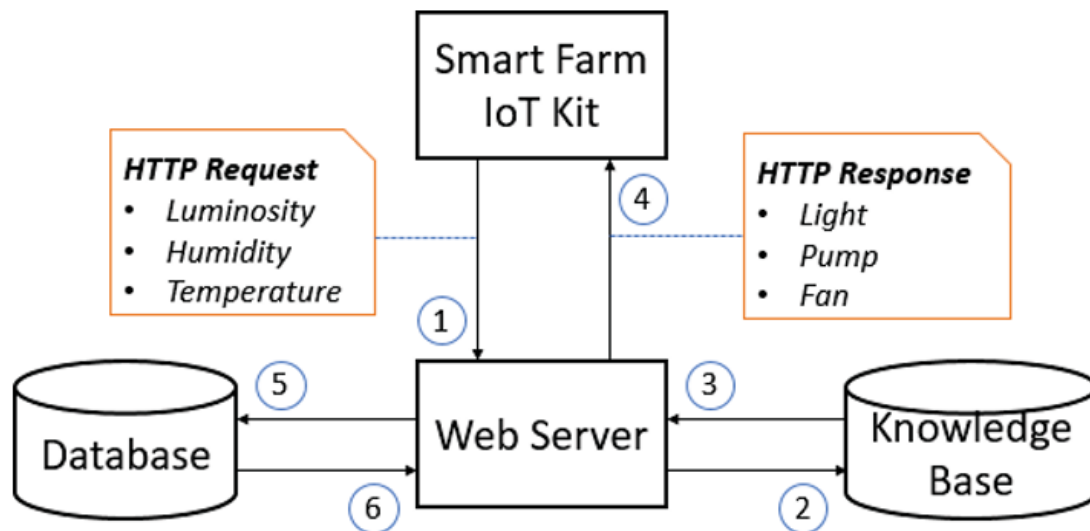 Smart Farm
IoT Kit
HTTP Request
• Luminosity
• Humidity
• Temperature
4
HTTP Response
• Light
• Pump
• Fan
1
5
3
Database
Web Server
Knowledge
Base
6
2